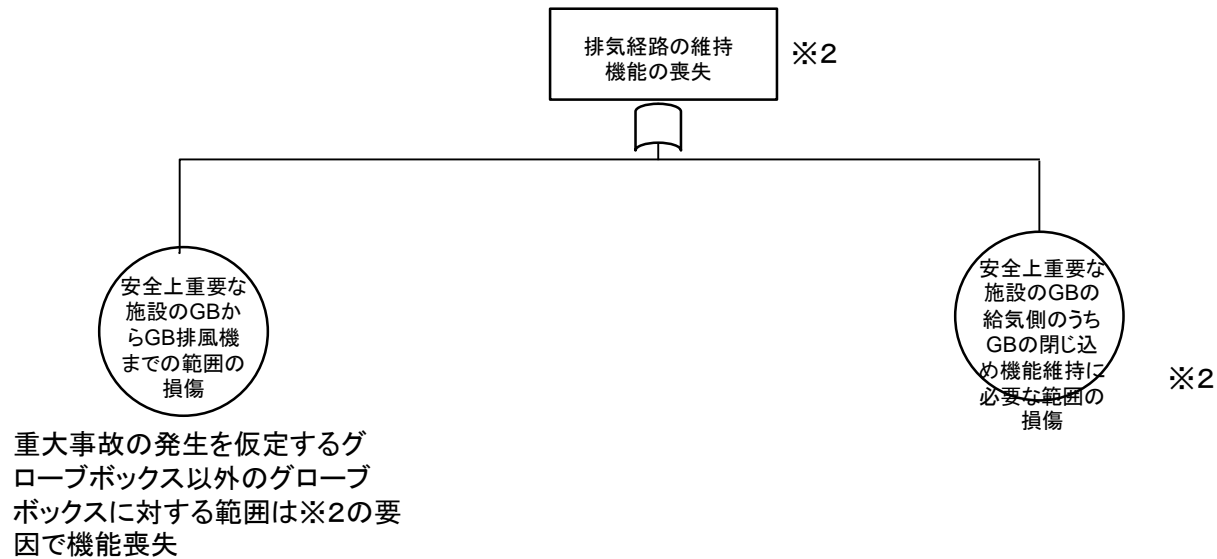 排気経路の維持
機能の喪失
※2
安全上重要な
施設のGBか
らGB排風機
までの範囲の
損傷
安全上重要な
施設のGBの
給気側のうち
GBの閉じ込
め機能維持に
必要な範囲の
損傷
※2
重大事故の発生を仮定するグ
ローブボックス以外のグローブ
ボックスに対する範囲は※2の要
因で機能喪失